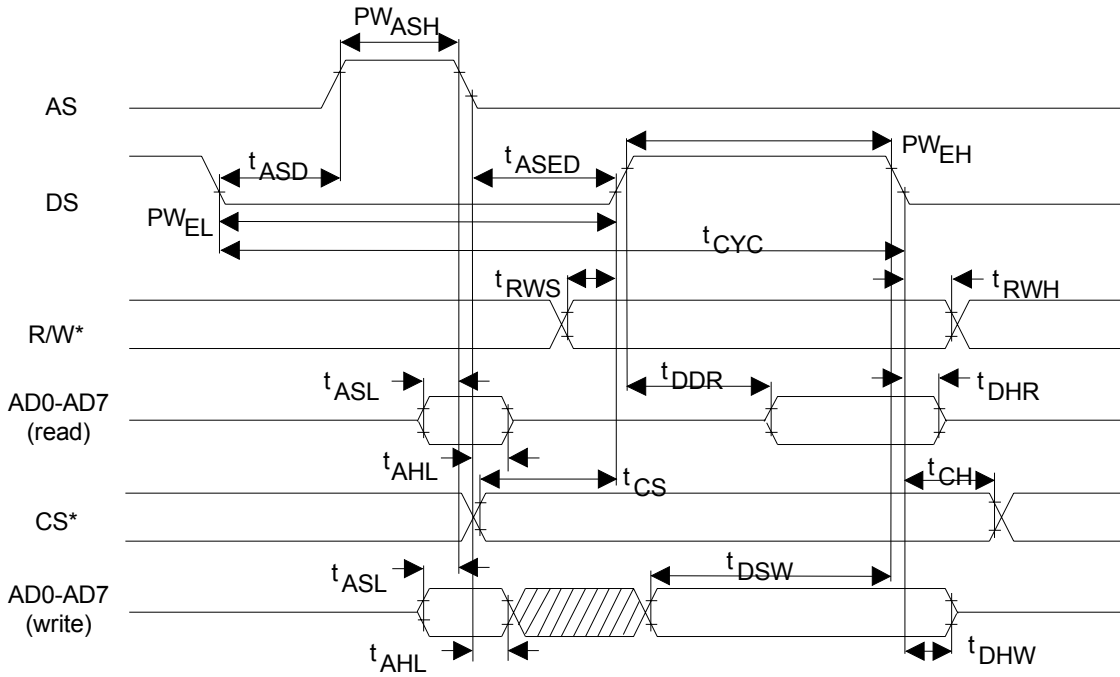 PWASH
AS
tASD
tASED
PWEH
DS
PWEL
tCYC
tRWS
tRWH
R/W*
tASL
tDDR
tDHR
AD0-AD7
(read)
tAHL
tCS
tCH
CS*
tASL
tDSW
AD0-AD7
(write)
tAHL
tDHW